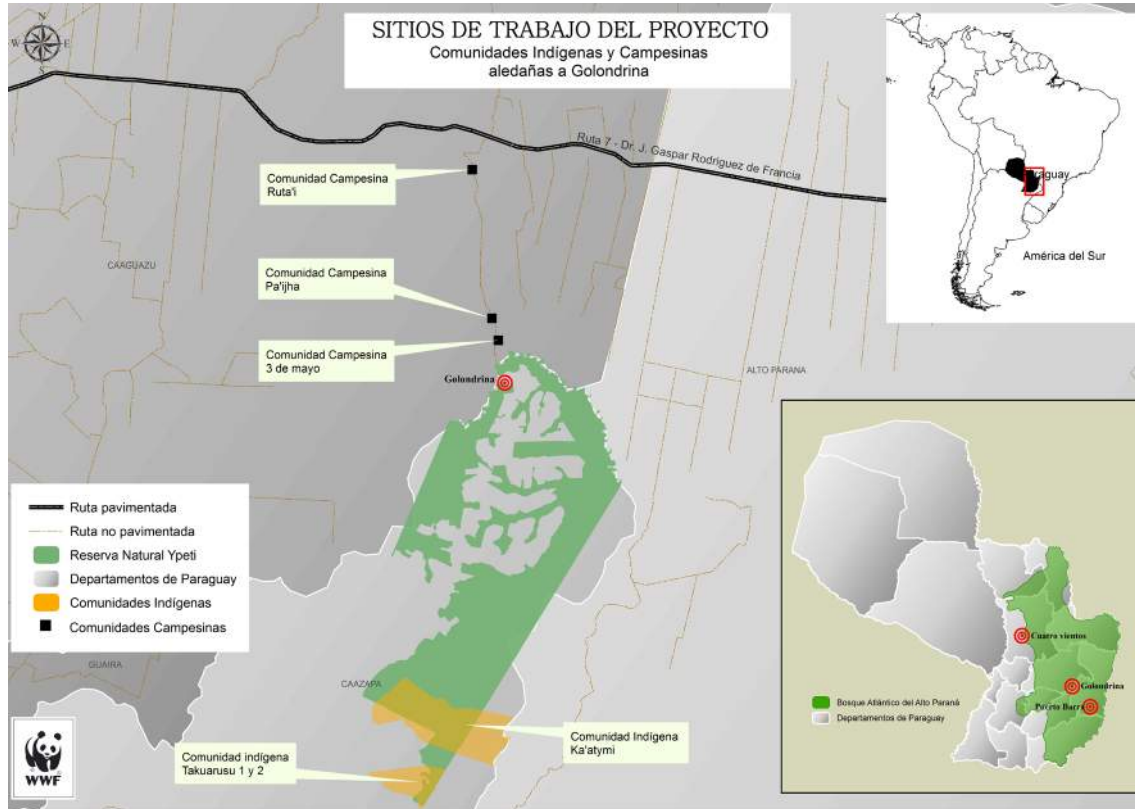 SITIOS DE TRABAJO DEL PROYECTO
Comunidades Indígenas y Campesinas
aledañas a Golondrina
N
W
E
S
Ruta 7 - Dr. J. Gaspar Rodríguez de Francia
Comunidad Campesina
Ruta'i
CAAGUAZU
Comunidad Campesina
Pa'ijha
Comunidad Campesina
3 de mayo
Golondrina
ALTO PARANA
Paraguay
América del Sur
Ruta pavimentada
Ruta no pavimentada
Reserva Natural Ypeti
Departamentos de Paraguay
Comunidades Indígenas
Comunidades Campesinas
GUAIRA
CAAZAPA
Comunidad Indígena
Ka'atymi
Comunidad indígena
Takuarusu 1 y 2
WWF
Cuatro vientos
Golondrina
Puerto Barra
Bosque Atlántico del Alto Paraná
Departamentos de Paraguay